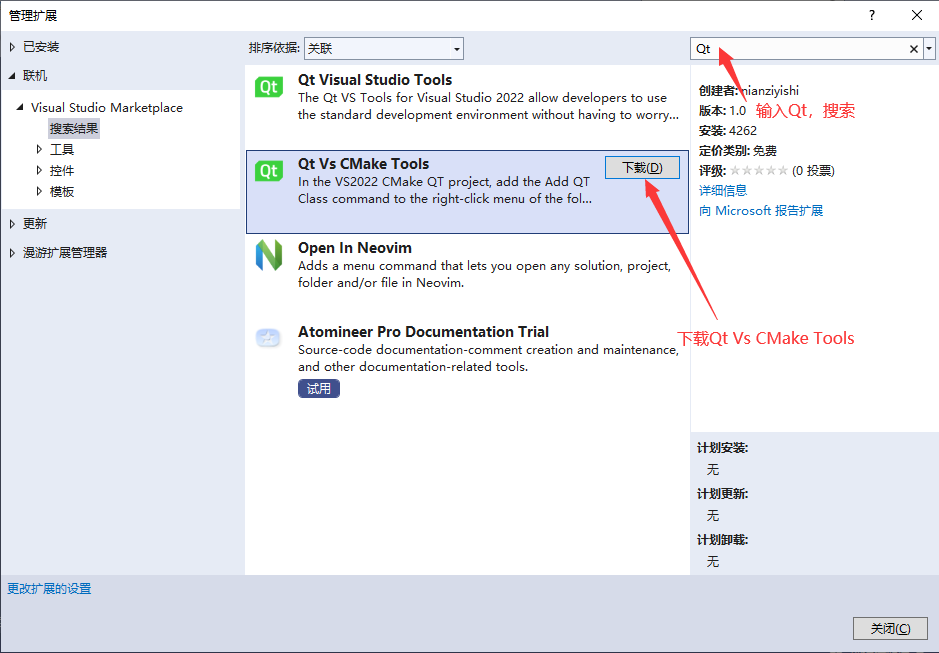 管理扩展
?
已安装
联机
Visual Studio Marketplace
搜索结果
工具
控件
模板
更新
漫游扩展管理器
更改扩展的设置
排序依据: 关联
Qt
Qt Visual Studio Tools
The Qt VS Tools for Visual Studio 2022 allow developers to use
the standard development environment without having to worry...
Qt
Qt Vs CMake Tools
下载(D)
In the VS2022 CMake QT project, add the Add QT
Class command to the right-click menu of the fol...
Open In Neovim
Adds a menu command that lets you open any solution, project,
folder and/or file in Neovim.
Atomineer Pro Documentation Trial
Source-code documentation-comment creation and maintenance,
and other documentation-related tools.
试用
Qt
创建者: nianziyishi
版本: 1.0
输入Qt，搜索
安装: 4262
定价类别: 免费
评级: (0 投票)
详细信息
向 Microsoft 报告扩展
下载Qt Vs CMake Tools
计划安装:
无
计划更新:
无
计划卸载:
无
关闭(C)